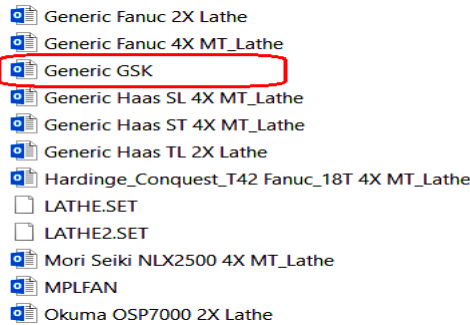 Generic Fanuc 2X Lathe
Generic Fanuc 4X MT_Lathe
Generic GSK
Generic Haas SL 4X MT_Lathe
Generic Haas ST 4X MT_Lathe
Generic Haas TL 2X Lathe
Hardinge_Conquest_T42 Fanuc_18T 4X MT_Lathe
LATHE.SET
LATHE2.SET
Mori Seiki NLX2500 4X MT_Lathe
MPLFAN
Okuma OSP7000 2X Lathe